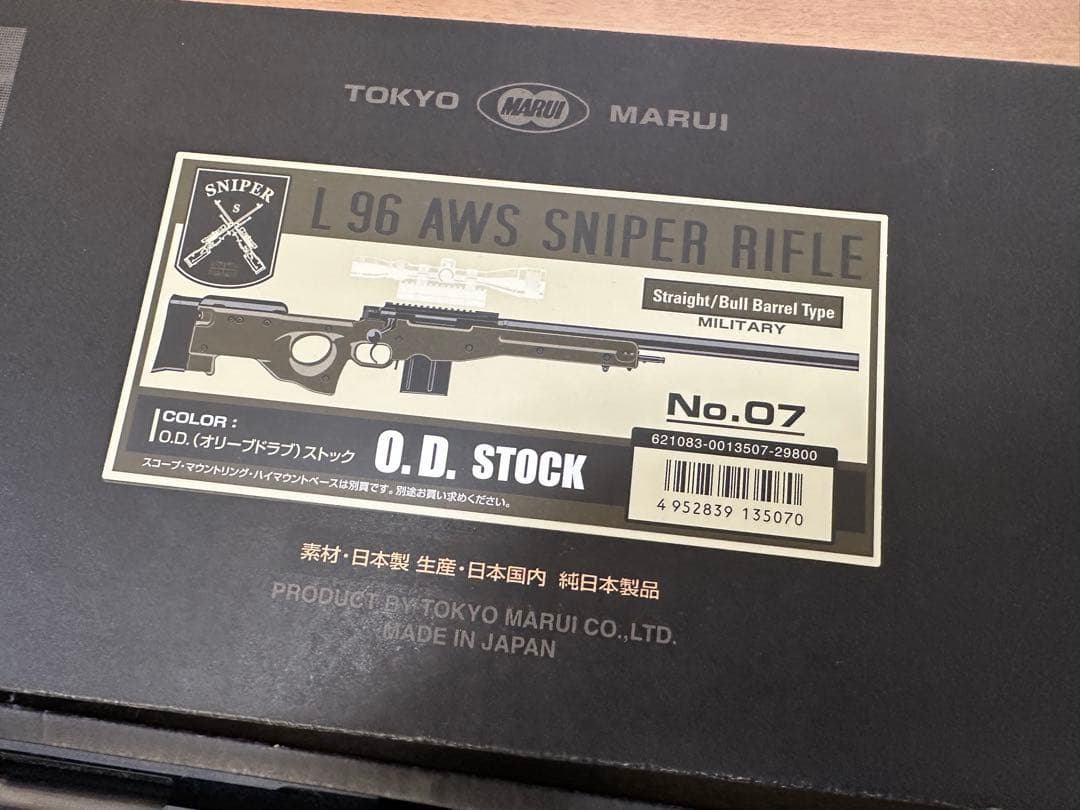 TOKYO MARUI MARUI
SNIPER
S
L 96 AWS SNIPER RIFLE
Straight/Bull Barrel Type
MILITARY
No.07
COLOR :
O.D.(オリーブドラブ)ストック
O.D. STOCK
スコープ・マウントリング・ハイマウントベースは別買です。別途お買い求めください。
621083-0013507-29800
4 952839 135070
素材・日本製 生産・日本国内 純日本製品
PRODUCT BY TOKYO MARUI CO.,LTD.
MADE IN JAPAN